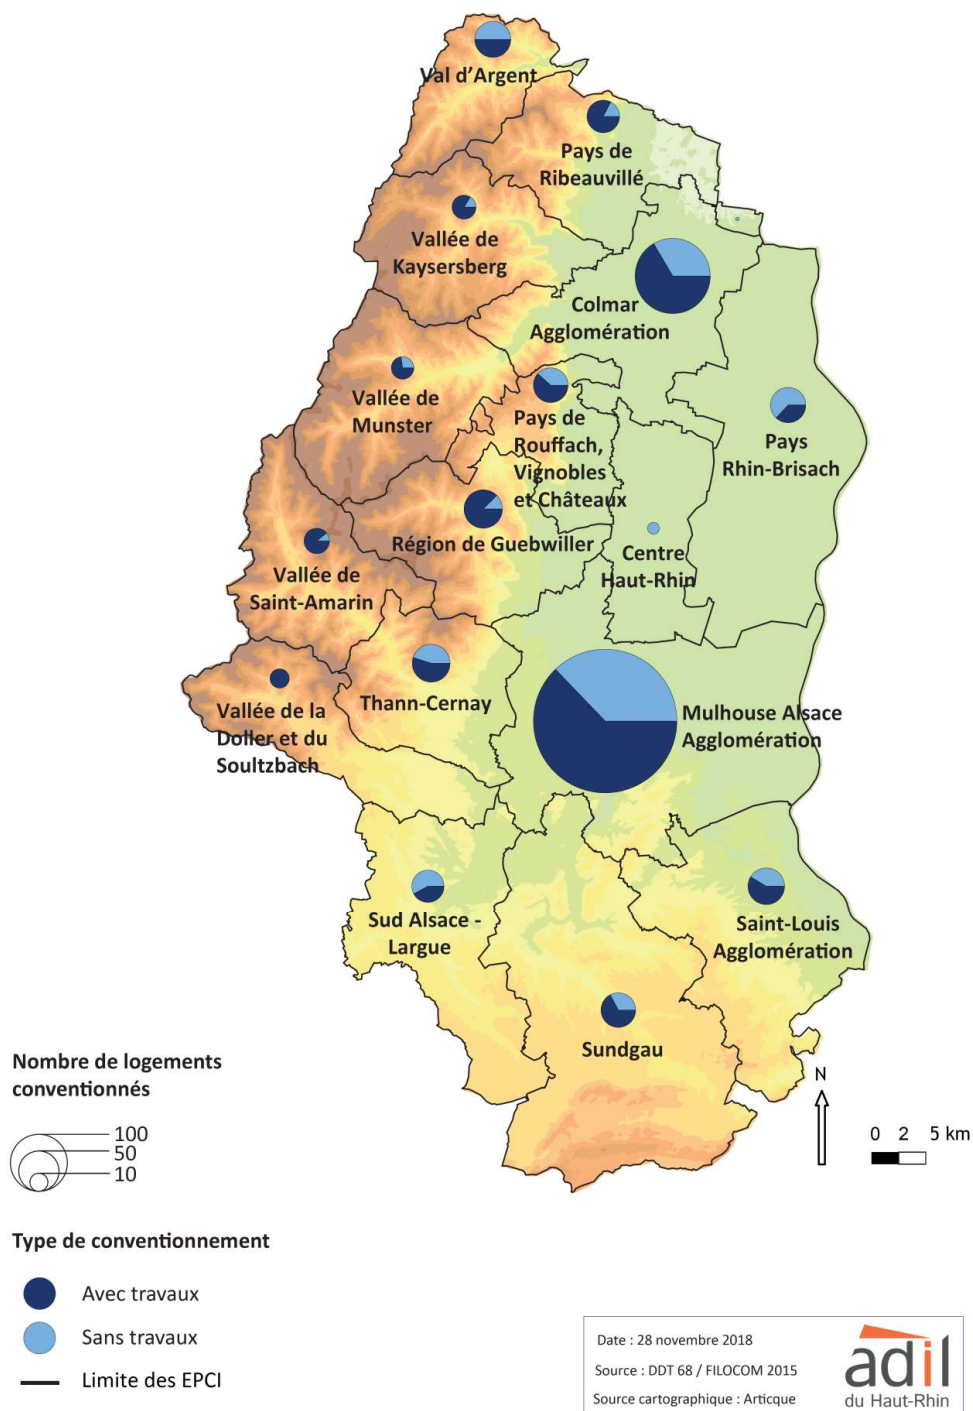 Val d’Argent
Pays de
Ribeauvillé
Vallée de
Kaysersberg
Colmar
Agglomération
Vallée de
Munster
Pays de
Rouffach,
Vignobles
et Châteaux
Pays
Rhin-Brisach
Région de Guebwiller
Centre
Haut-Rhin
Vallée de
Saint-Amarin
Thann-Cernay
Vallée de la
Doller et du
Soultzbach
Mulhouse Alsace
Agglomération
Sud Alsace -
Largue
Saint-Louis
Agglomération
Sundgau
Nombre de logements
conventionnés
100
50
10
N
0 2 5 km
Type de conventionnement
Avec travaux
Sans travaux
Limite des EPCI
Date : 28 novembre 2018
Source : DDT 68 / FILOCOM 2015
Source cartographique : Articque
adil
du Haut-Rhin